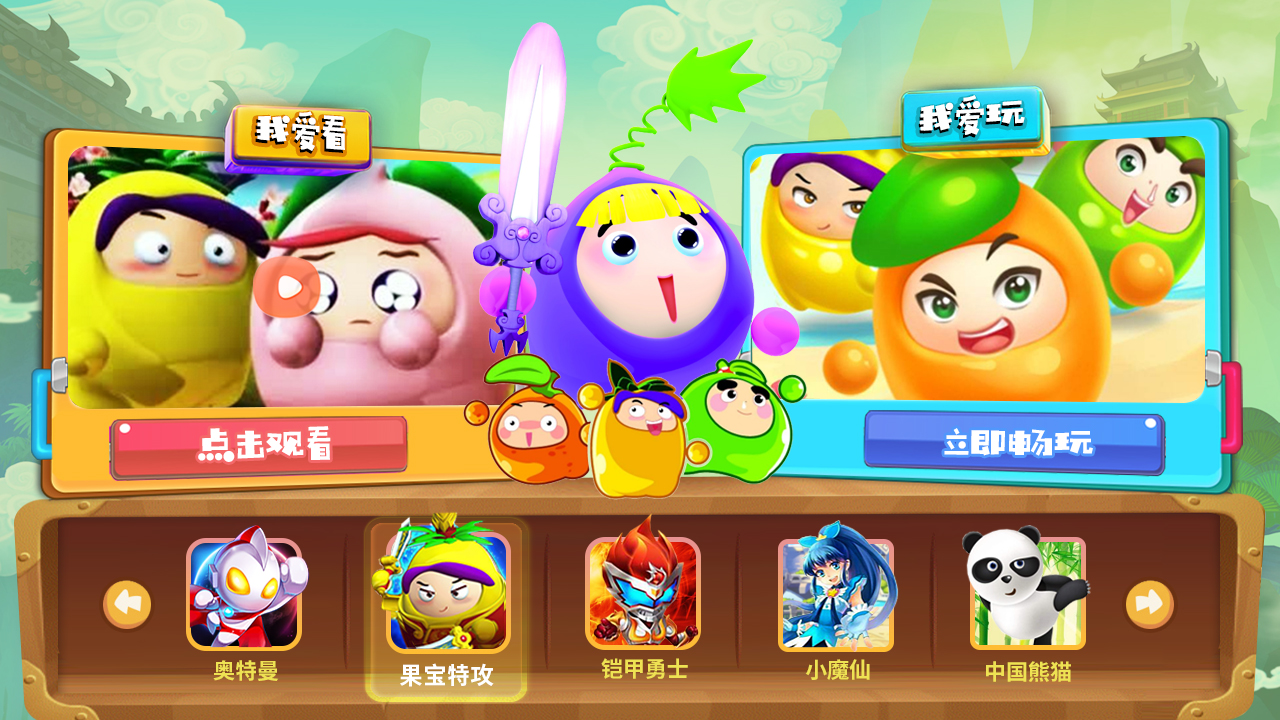 我爱看
我爱玩
点击观看
立即畅玩
奥特曼
果宝特攻
铠甲勇士
小魔仙
中国熊猫